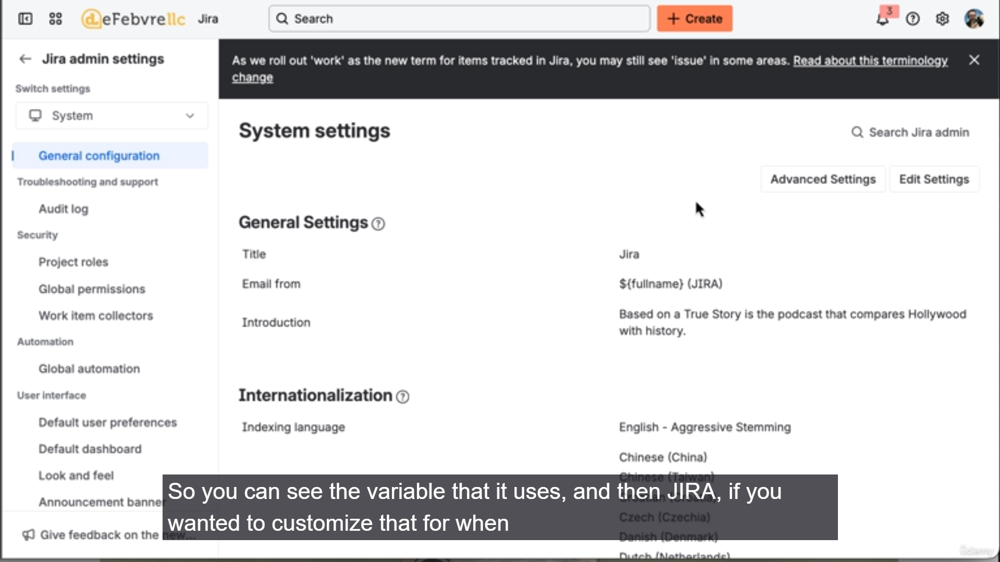 deFebvrellc Jira
Search
Create
3
Jira admin settings
Switch settings
System
General configuration
Troubleshooting and support
Audit log
Security
Project roles
Global permissions
Work item collectors
Automation
Global automation
User interface
Default user preferences
Default dashboard
Look and feel
Announcement banner
Give feedback on the new...
As we roll out 'work' as the new term for items tracked in Jira, you may still see 'issue' in some areas. Read about this terminology
change
System settings
Search Jira admin
Advanced Settings
Edit Settings
General Settings
Title Jira
Email from ${fullname} (JIRA)
Introduction Based on a True Story is the podcast that compares Hollywood
with history.
Internationalization
Indexing language English - Aggressive Stemming
Chinese (China)
Chinese (Taiwan)
Croatian (Croatia)
Czech (Czechia)
Danish (Denmark)
Dutch (Netherlands)
So you can see the variable that it uses, and then JIRA, if you
wanted to customize that for when
udemy